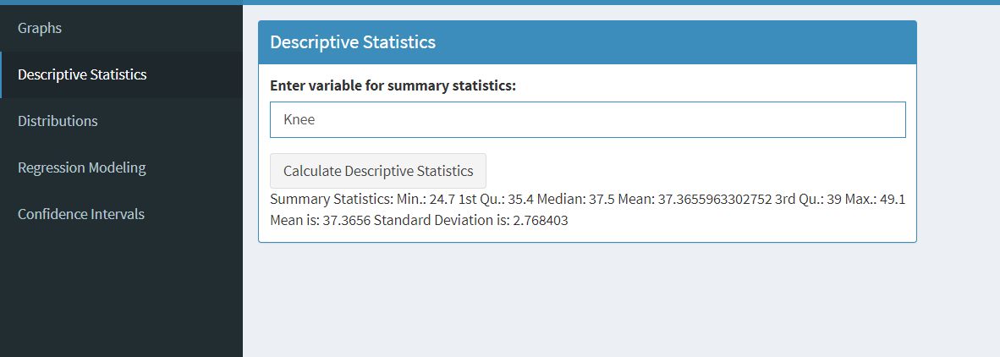 Graphs
Descriptive Statistics
Distributions
Regression Modeling
Confidence Intervals
Descriptive Statistics
Enter variable for summary statistics:
Knee
Calculate Descriptive Statistics
Summary Statistics: Min.: 24.7 1st Qu.: 35.4 Median: 37.5 Mean: 37.3655963302752 3rd Qu.: 39 Max.: 49.1
Mean is: 37.3656 Standard Deviation is: 2.768403